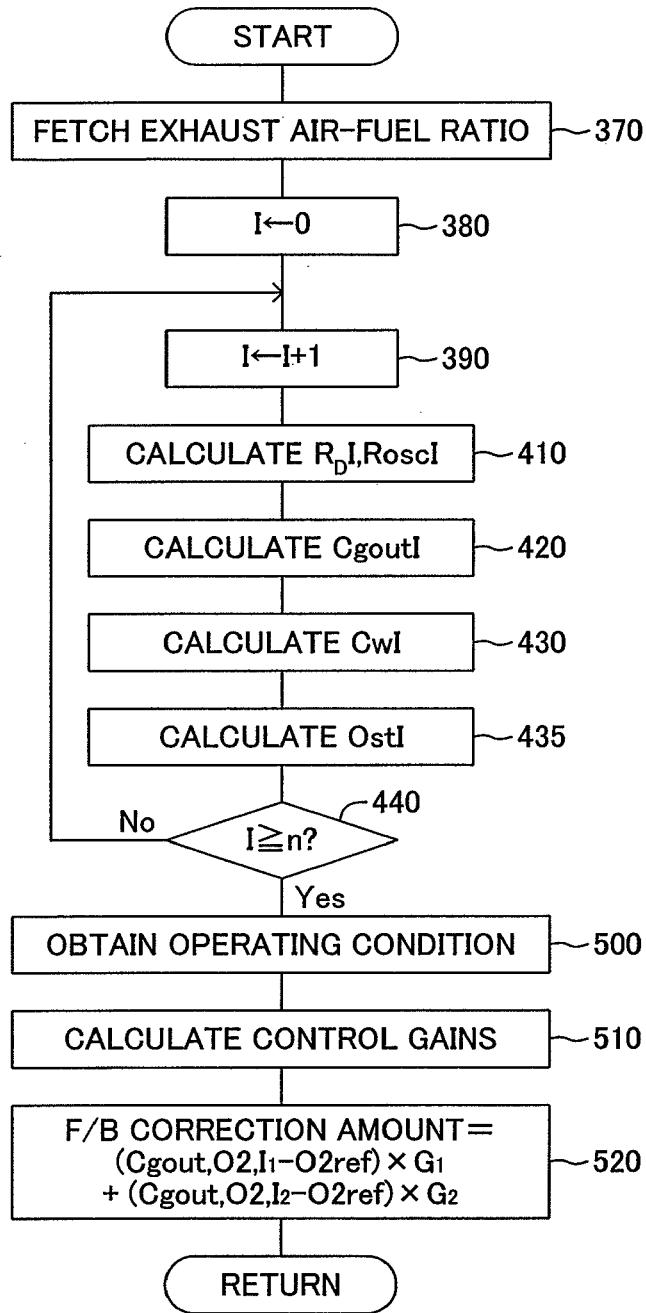 START
FETCH EXHAUST AIR-FUEL RATIO 370
I←0 380
I←I+1 390
CALCULATE RDI,RoscI 410
CALCULATE CgoutI 420
CALCULATE CwI 430
CALCULATE OstI 435
440
No I≧n?
Yes
OBTAIN OPERATING CONDITION 500
CALCULATE CONTROL GAINS 510
F/B CORRECTION AMOUNT=
(Cgout,O2,I1-O2ref)×G1 520
+(Cgout,O2,I2-O2ref)×G2
RETURN